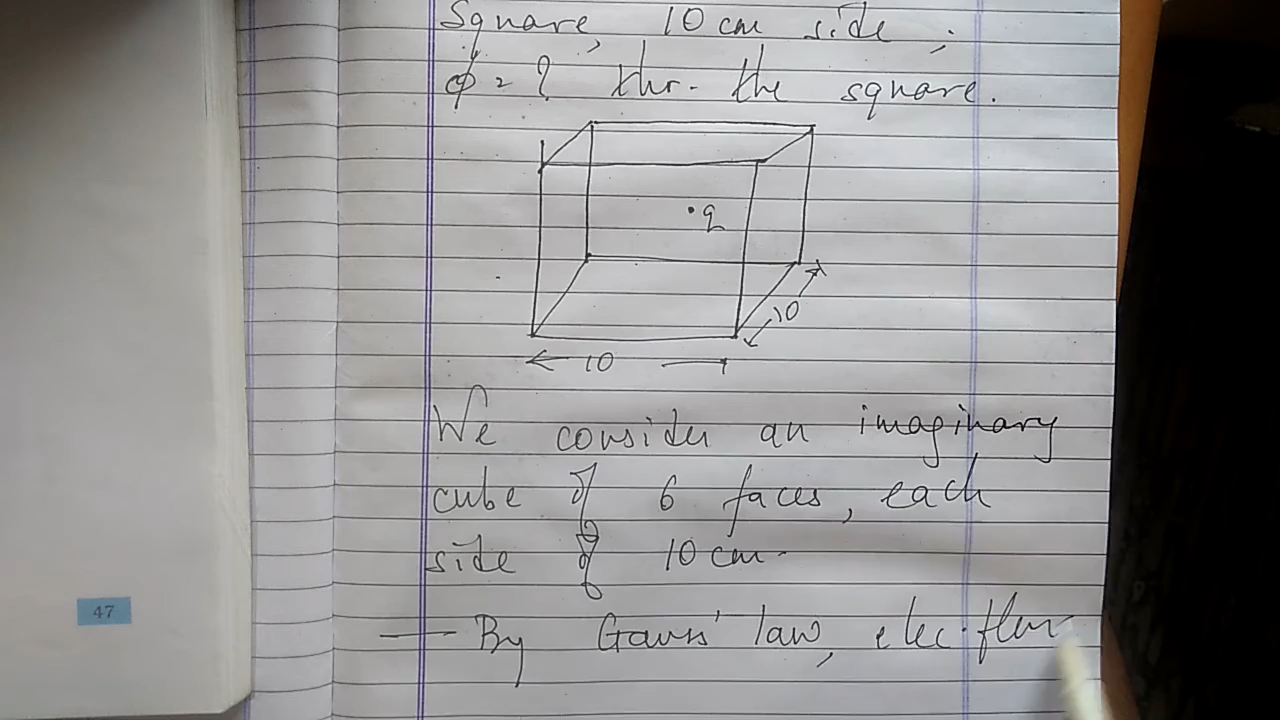 Square, 10 cm side ;
φ = ? thr. the square.
. q
10
10
We consider an imaginary
cube of 6 faces, each
side of 10 cm.
— By Gauss' law, elec. flux
47